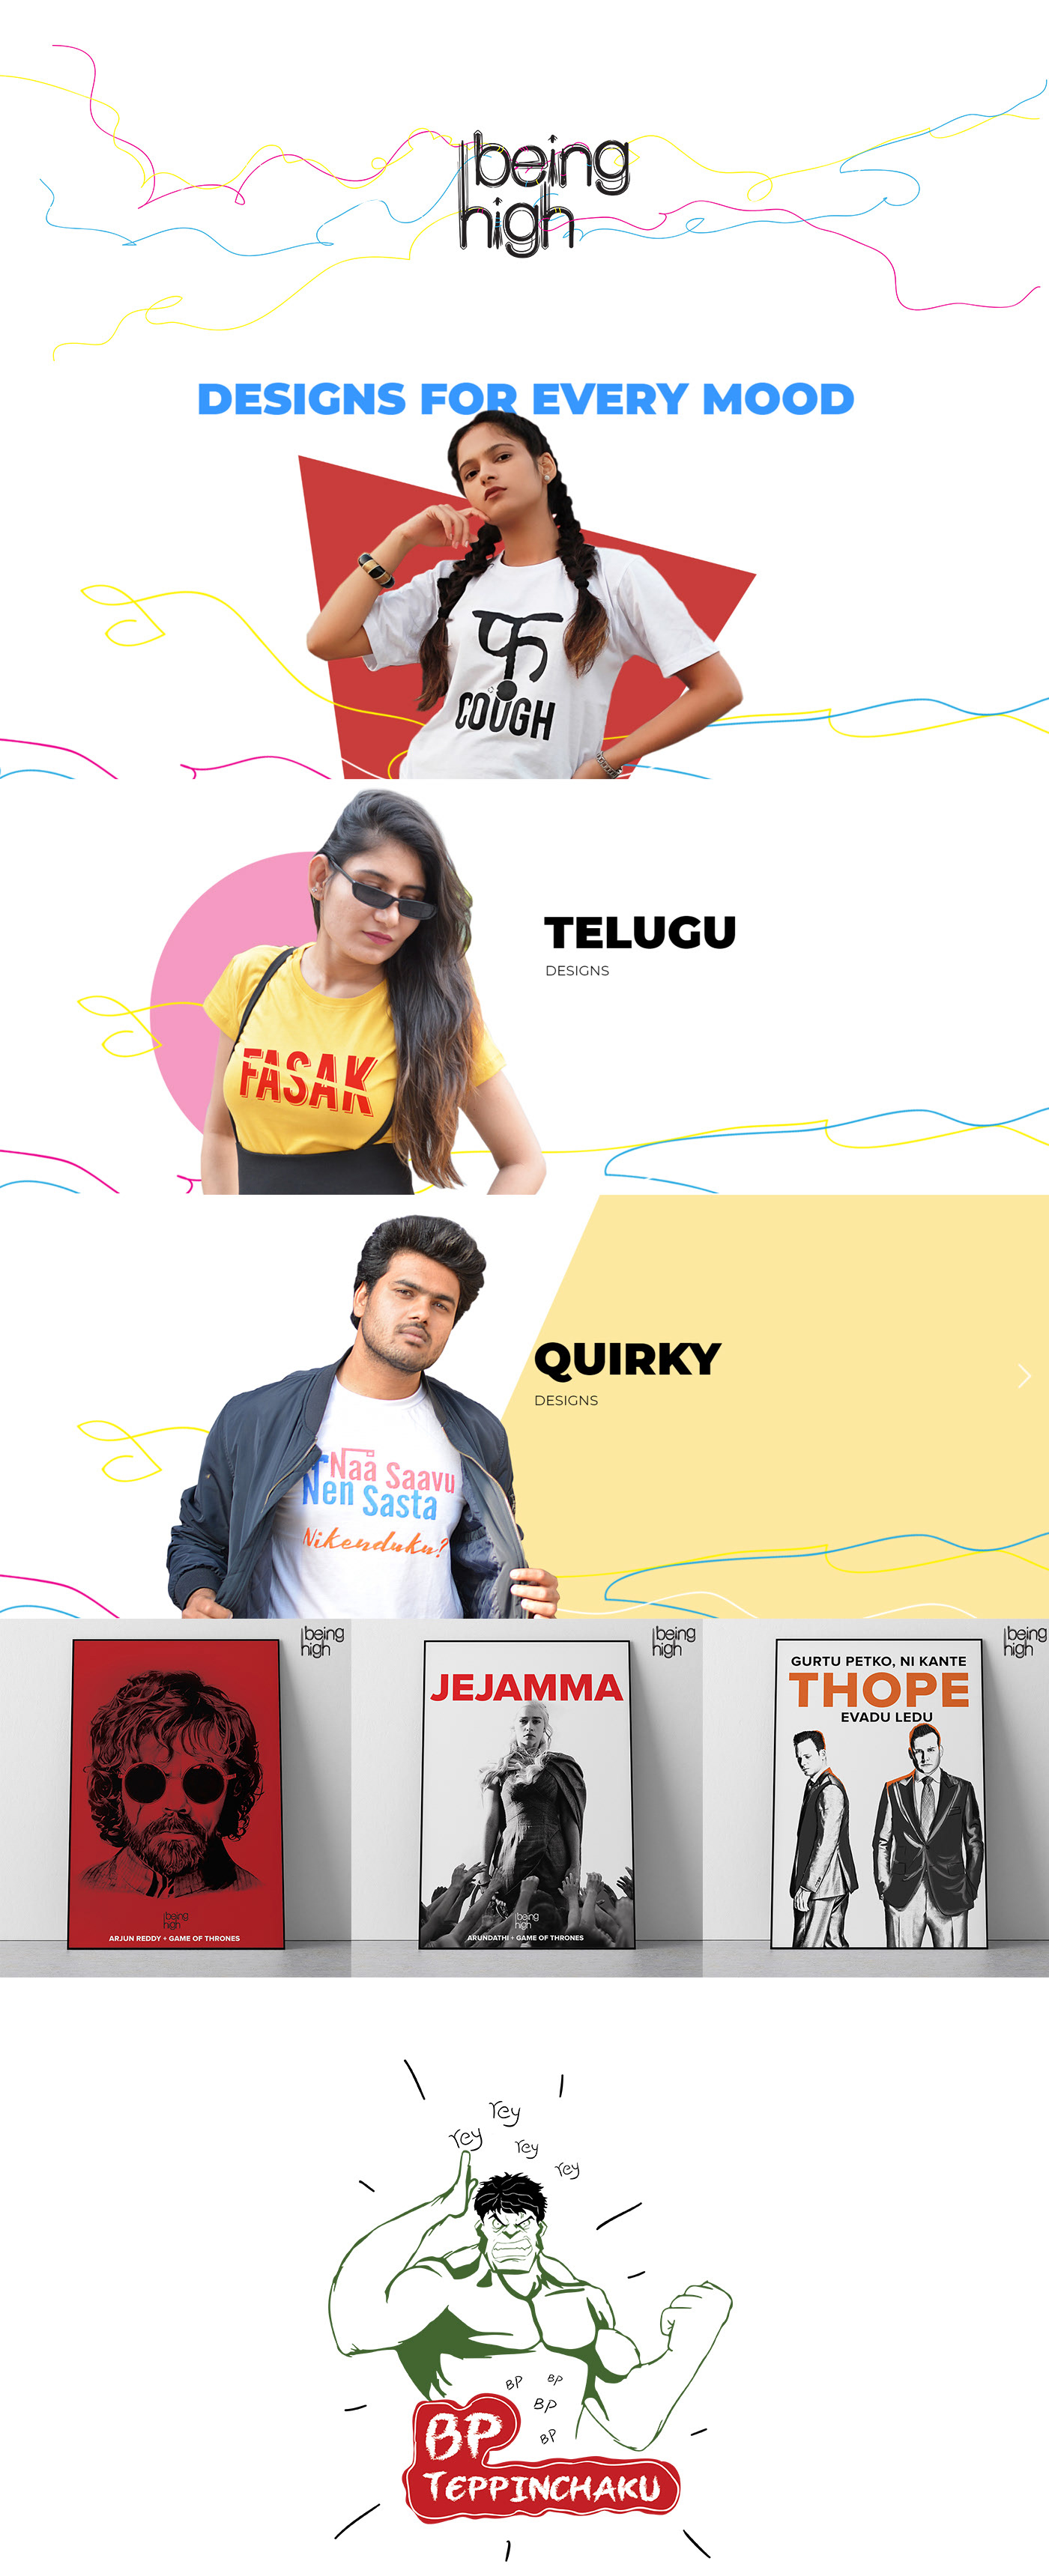 being
high
DESIGNS FOR EVERY MOOD
फ
COUGH
TELUGU
DESIGNS
FASAK
QUIRKY
DESIGNS
Naa Saavu
Nen Sasta
Nikenduku?
being
high
being
high
being
high
being
high
ARJUN REDDY + GAME OF THRONES
JEJAMMA
being
high
ARUNDATHI + GAME OF THRONES
GURTU PETKO, NI KANTE
THOPE
EVADU LEDU
rey
rey
rey
rey
BP
BP
BP
BP
BP
TEPPINCHAKU